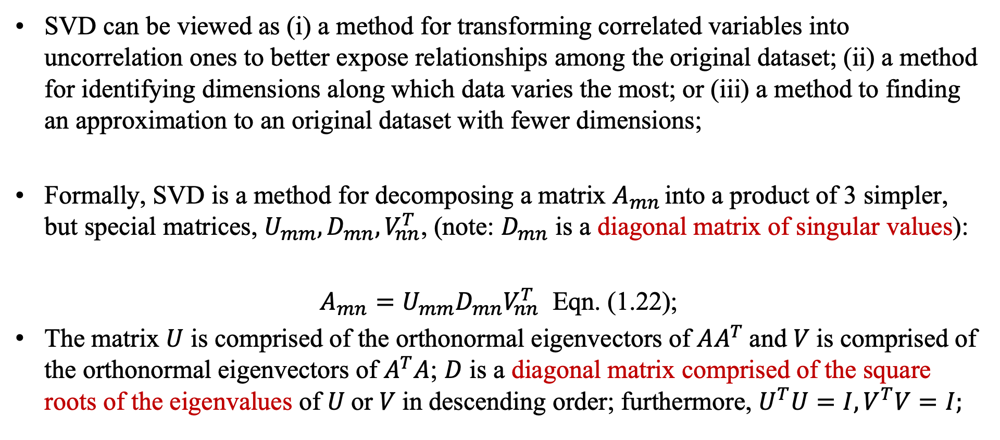 • SVD can be viewed as (i) a method for transforming correlated variables into
uncorrelation ones to better expose relationships among the original dataset; (ii) a method
for identifying dimensions along which data varies the most; or (iii) a method to finding
an approximation to an original dataset with fewer dimensions;
• Formally, SVD is a method for decomposing a matrix $A_{mn}$ into a product of 3 simpler,
but special matrices, $U_{mm}, D_{mn}, V_{nn}^T$, (note: $D_{mn}$ is a diagonal matrix of singular values):
$A_{mn} = U_{mm} D_{mn} V_{nn}^T$ Eqn. (1.22);
• The matrix $U$ is comprised of the orthonormal eigenvectors of $AA^T$ and $V$ is comprised of
the orthonormal eigenvectors of $A^T A$; $D$ is a diagonal matrix comprised of the square
roots of the eigenvalues of $U$ or $V$ in descending order; furthermore, $U^T U = I, V^T V = I$;